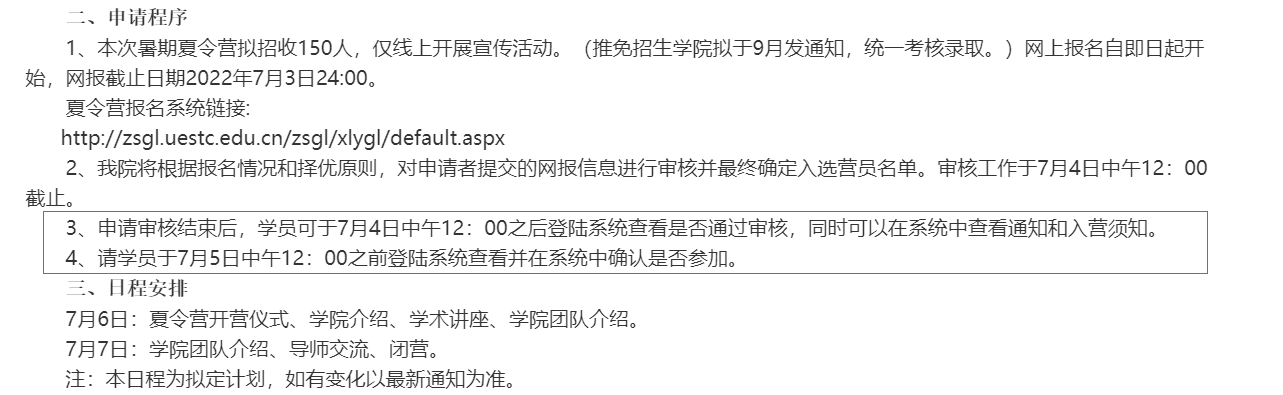 二、申请程序
1、本次暑期夏令营拟招收150人，仅线上开展宣传活动。（推免招生学院拟于9月发通知，统一考核录取。）网上报名自即日起开
始，网报截止日期2022年7月3日24:00。
夏令营报名系统链接:
http://zsgl.uestc.edu.cn/zsgl/xlygl/default.aspx
2、我院将根据报名情况和择优原则，对申请者提交的网报信息进行审核并最终确定入选营员名单。审核工作于7月4日中午12：00
截止。
3、申请审核结束后，学员可于7月4日中午12：00之后登陆系统查看是否通过审核，同时可以在系统中查看通知和入营须知。
4、请学员于7月5日中午12：00之前登陆系统查看并在系统中确认是否参加。
三、日程安排
7月6日：夏令营开营仪式、学院介绍、学术讲座、学院团队介绍。
7月7日：学院团队介绍、导师交流、闭营。
注：本日程为拟定计划，如有变化以最新通知为准。